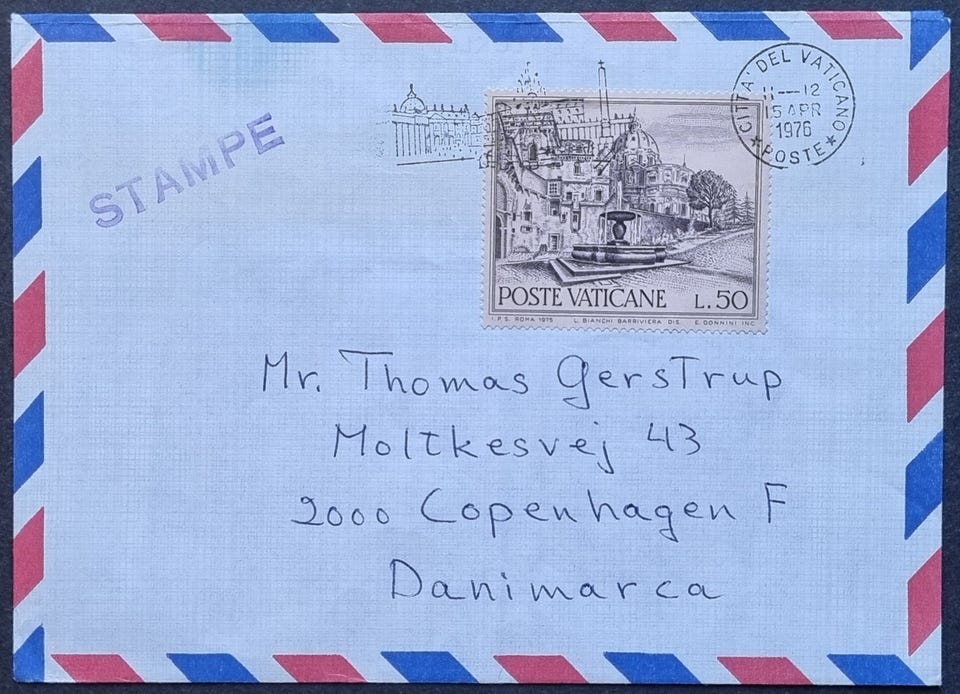 STAMPE
CITTA' DEL VATICANO
11---12
15 APR
1976
★ POSTE ★
POSTE VATICANE L.50
I.P.S. ROMA 1975 L. BIANCHI BARRIVIERA DIS. E. DONNINI INC.
Mr. Thomas Gerstrup
Moltkesvej 43
2000 Copenhagen F
Danimarca